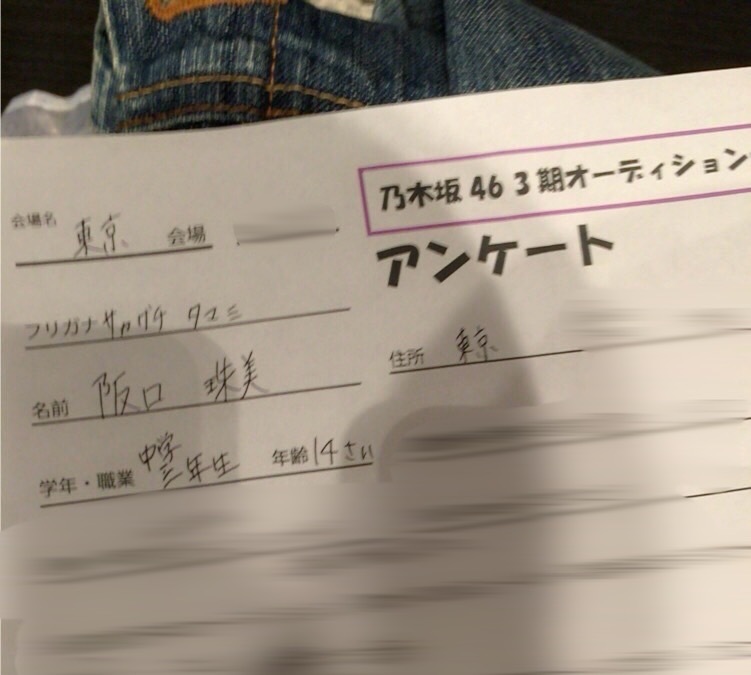 乃木坂46 3期オーディション
アンケート
会場名 東京 会場
フリガナ サカグチ タマミ
名前 阪口 珠美
住所 東京
学年・職業 中学三年生 年齢 14さい